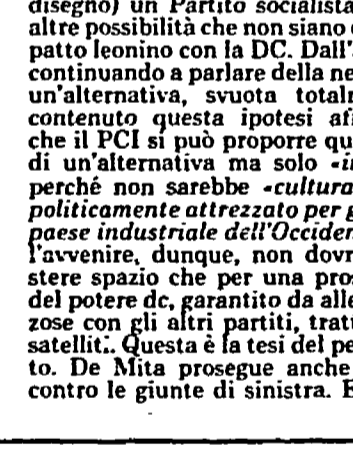 disegno) un Partito socialista
altre possibilità che non siano
patto leonino con la DC. Dall'
continuando a parlare della ne
un'alternativa, svuota total
contenuto questa ipotesi af
che il PCI si può proporre qu
di un'alternativa ma solo «i
perché non sarebbe «cultura
politicamente attrezzato per g
paese industriale dell'Occiden
l'avvenire, dunque, non dovr
stere spazio che per una pro
del potere dc, garantito da alle
zose con gli altri partiti, trat
satelliti. Questa è la tesi del pe
to. De Mita prosegue anche
contro le giunte di sinistra. E